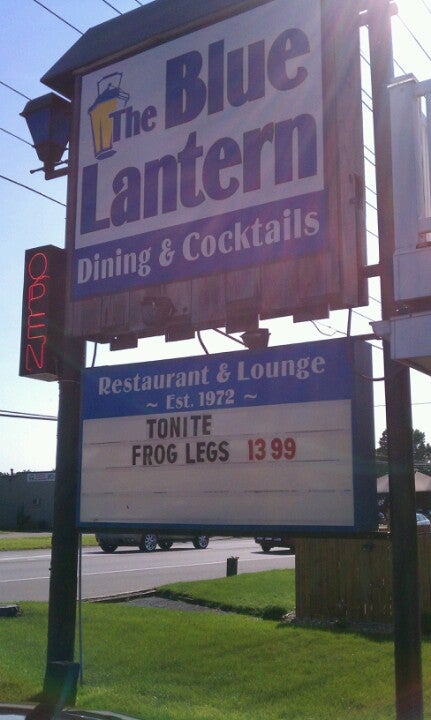 The Blue
Lantern
Dining & Cocktails
OPEN
Restaurant & Lounge
~ Est. 1972 ~
TONITE
FROG LEGS 13 99